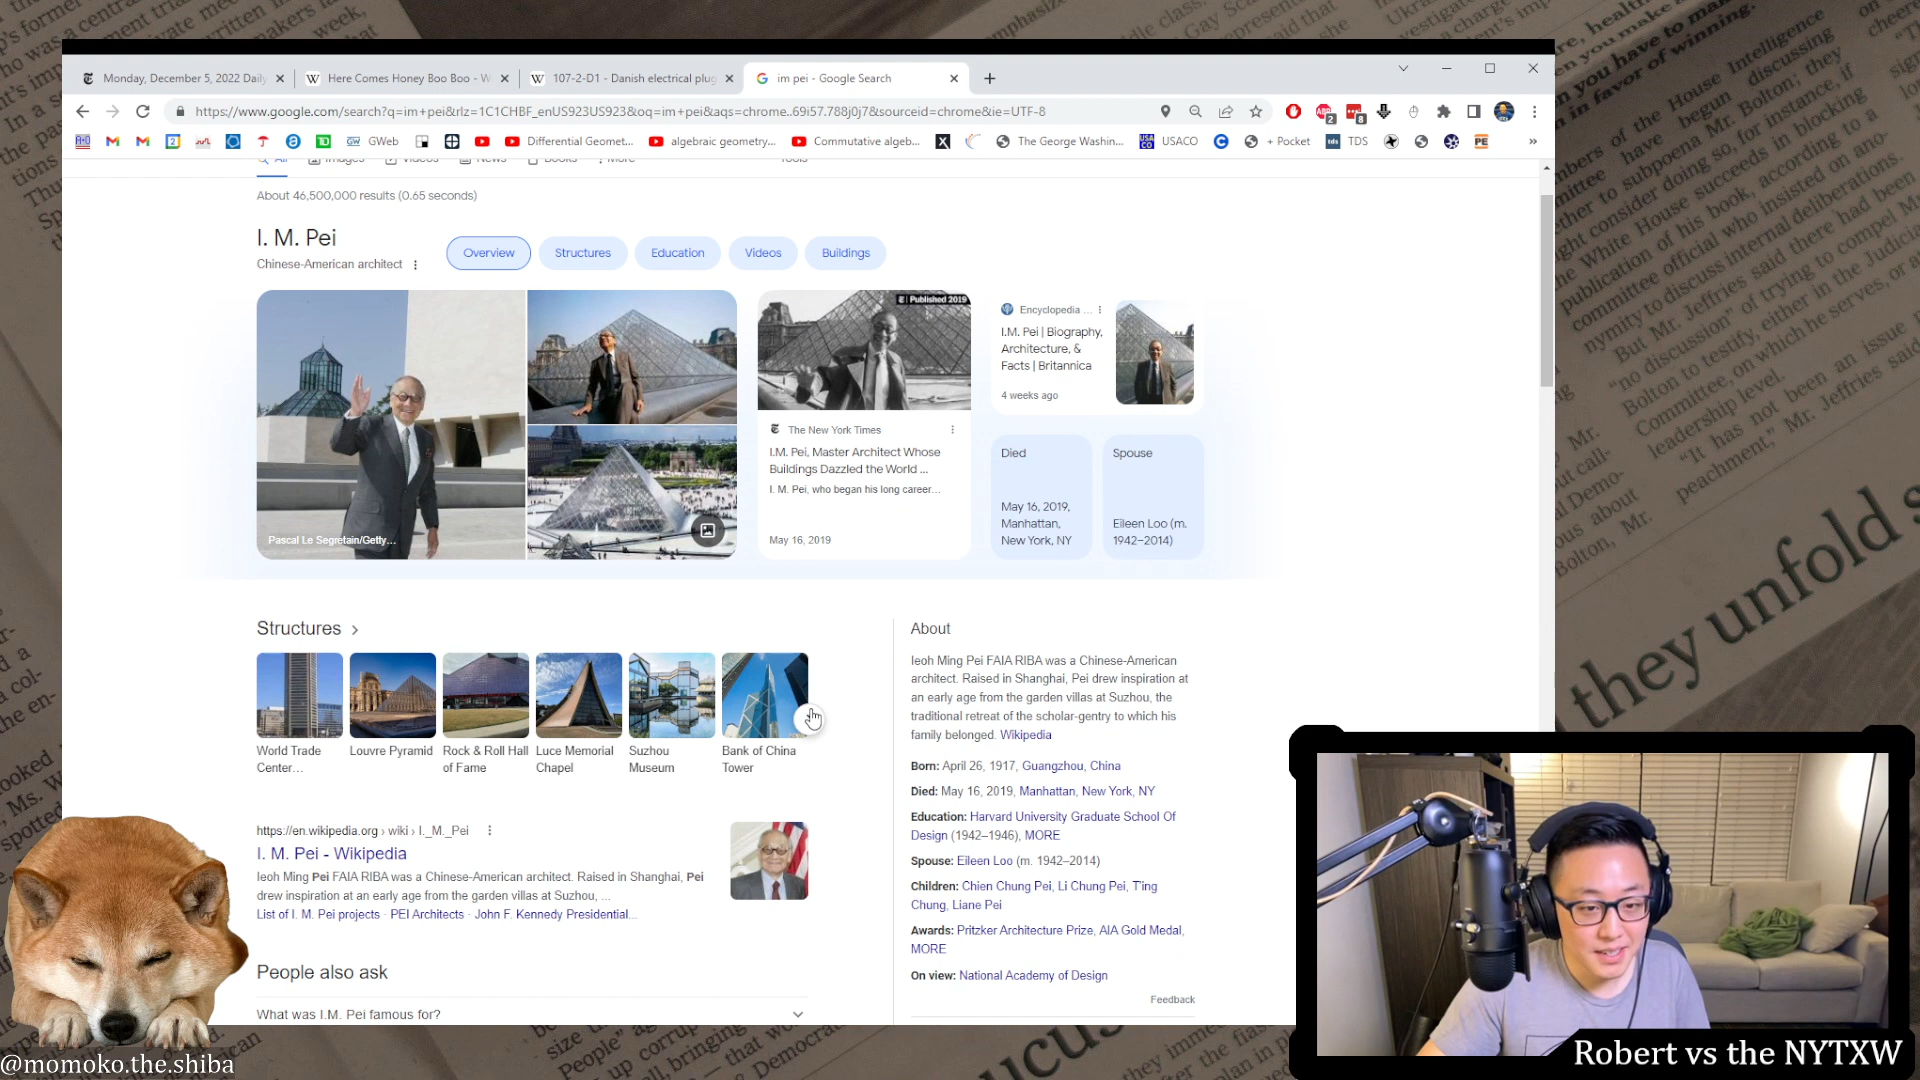 Monday, December 5, 2022 Daily
Here Comes Honey Boo Boo - W
107-2-D1 - Danish electrical plug
im pei - Google Search
https://www.google.com/search?q=im+pei&rlz=1C1CHBF_enUS923US923&oq=im+pei&aqs=chrome..69i57.788j0j7&sourceid=chrome&ie=UTF-8
GWeb
Differential Geomet...
algebraic geometry...
Commutative algeb...
The George Washin...
USACO
+ Pocket
TDS
All
Images
Videos
News
Books
More
Tools
About 46,500,000 results (0.65 seconds)
I. M. Pei
Chinese-American architect
Overview
Structures
Education
Videos
Buildings
Pascal Le Segretain/Getty...
Published 2019
The New York Times
I.M. Pei, Master Architect Whose
Buildings Dazzled the World ...
I. M. Pei, who began his long career...
May 16, 2019
Encyclopedia ...
I.M. Pei | Biography,
Architecture, &
Facts | Britannica
4 weeks ago
Died
May 16, 2019,
Manhattan,
New York, NY
Spouse
Eileen Loo (m.
1942–2014)
Structures
World Trade
Center...
Louvre Pyramid
Rock & Roll Hall
of Fame
Luce Memorial
Chapel
Suzhou
Museum
Bank of China
Tower
https://en.wikipedia.org › wiki › I._M._Pei
I. M. Pei - Wikipedia
Ieoh Ming Pei FAIA RIBA was a Chinese-American architect. Raised in Shanghai, Pei
drew inspiration at an early age from the garden villas at Suzhou, ...
List of I. M. Pei projects · PEI Architects · John F. Kennedy Presidential...
People also ask
What was I.M. Pei famous for?
About
Ieoh Ming Pei FAIA RIBA was a Chinese-American
architect. Raised in Shanghai, Pei drew inspiration at
an early age from the garden villas at Suzhou, the
traditional retreat of the scholar-gentry to which his
family belonged. Wikipedia
Born: April 26, 1917, Guangzhou, China
Died: May 16, 2019, Manhattan, New York, NY
Education: Harvard University Graduate School Of
Design (1942–1946), MORE
Spouse: Eileen Loo (m. 1942–2014)
Children: Chien Chung Pei, Li Chung Pei, T'ing
Chung, Liane Pei
Awards: Pritzker Architecture Prize, AIA Gold Medal,
MORE
On view: National Academy of Design
Feedback
they unfold s
@momoko.the.shiba
Robert vs the NYTXW